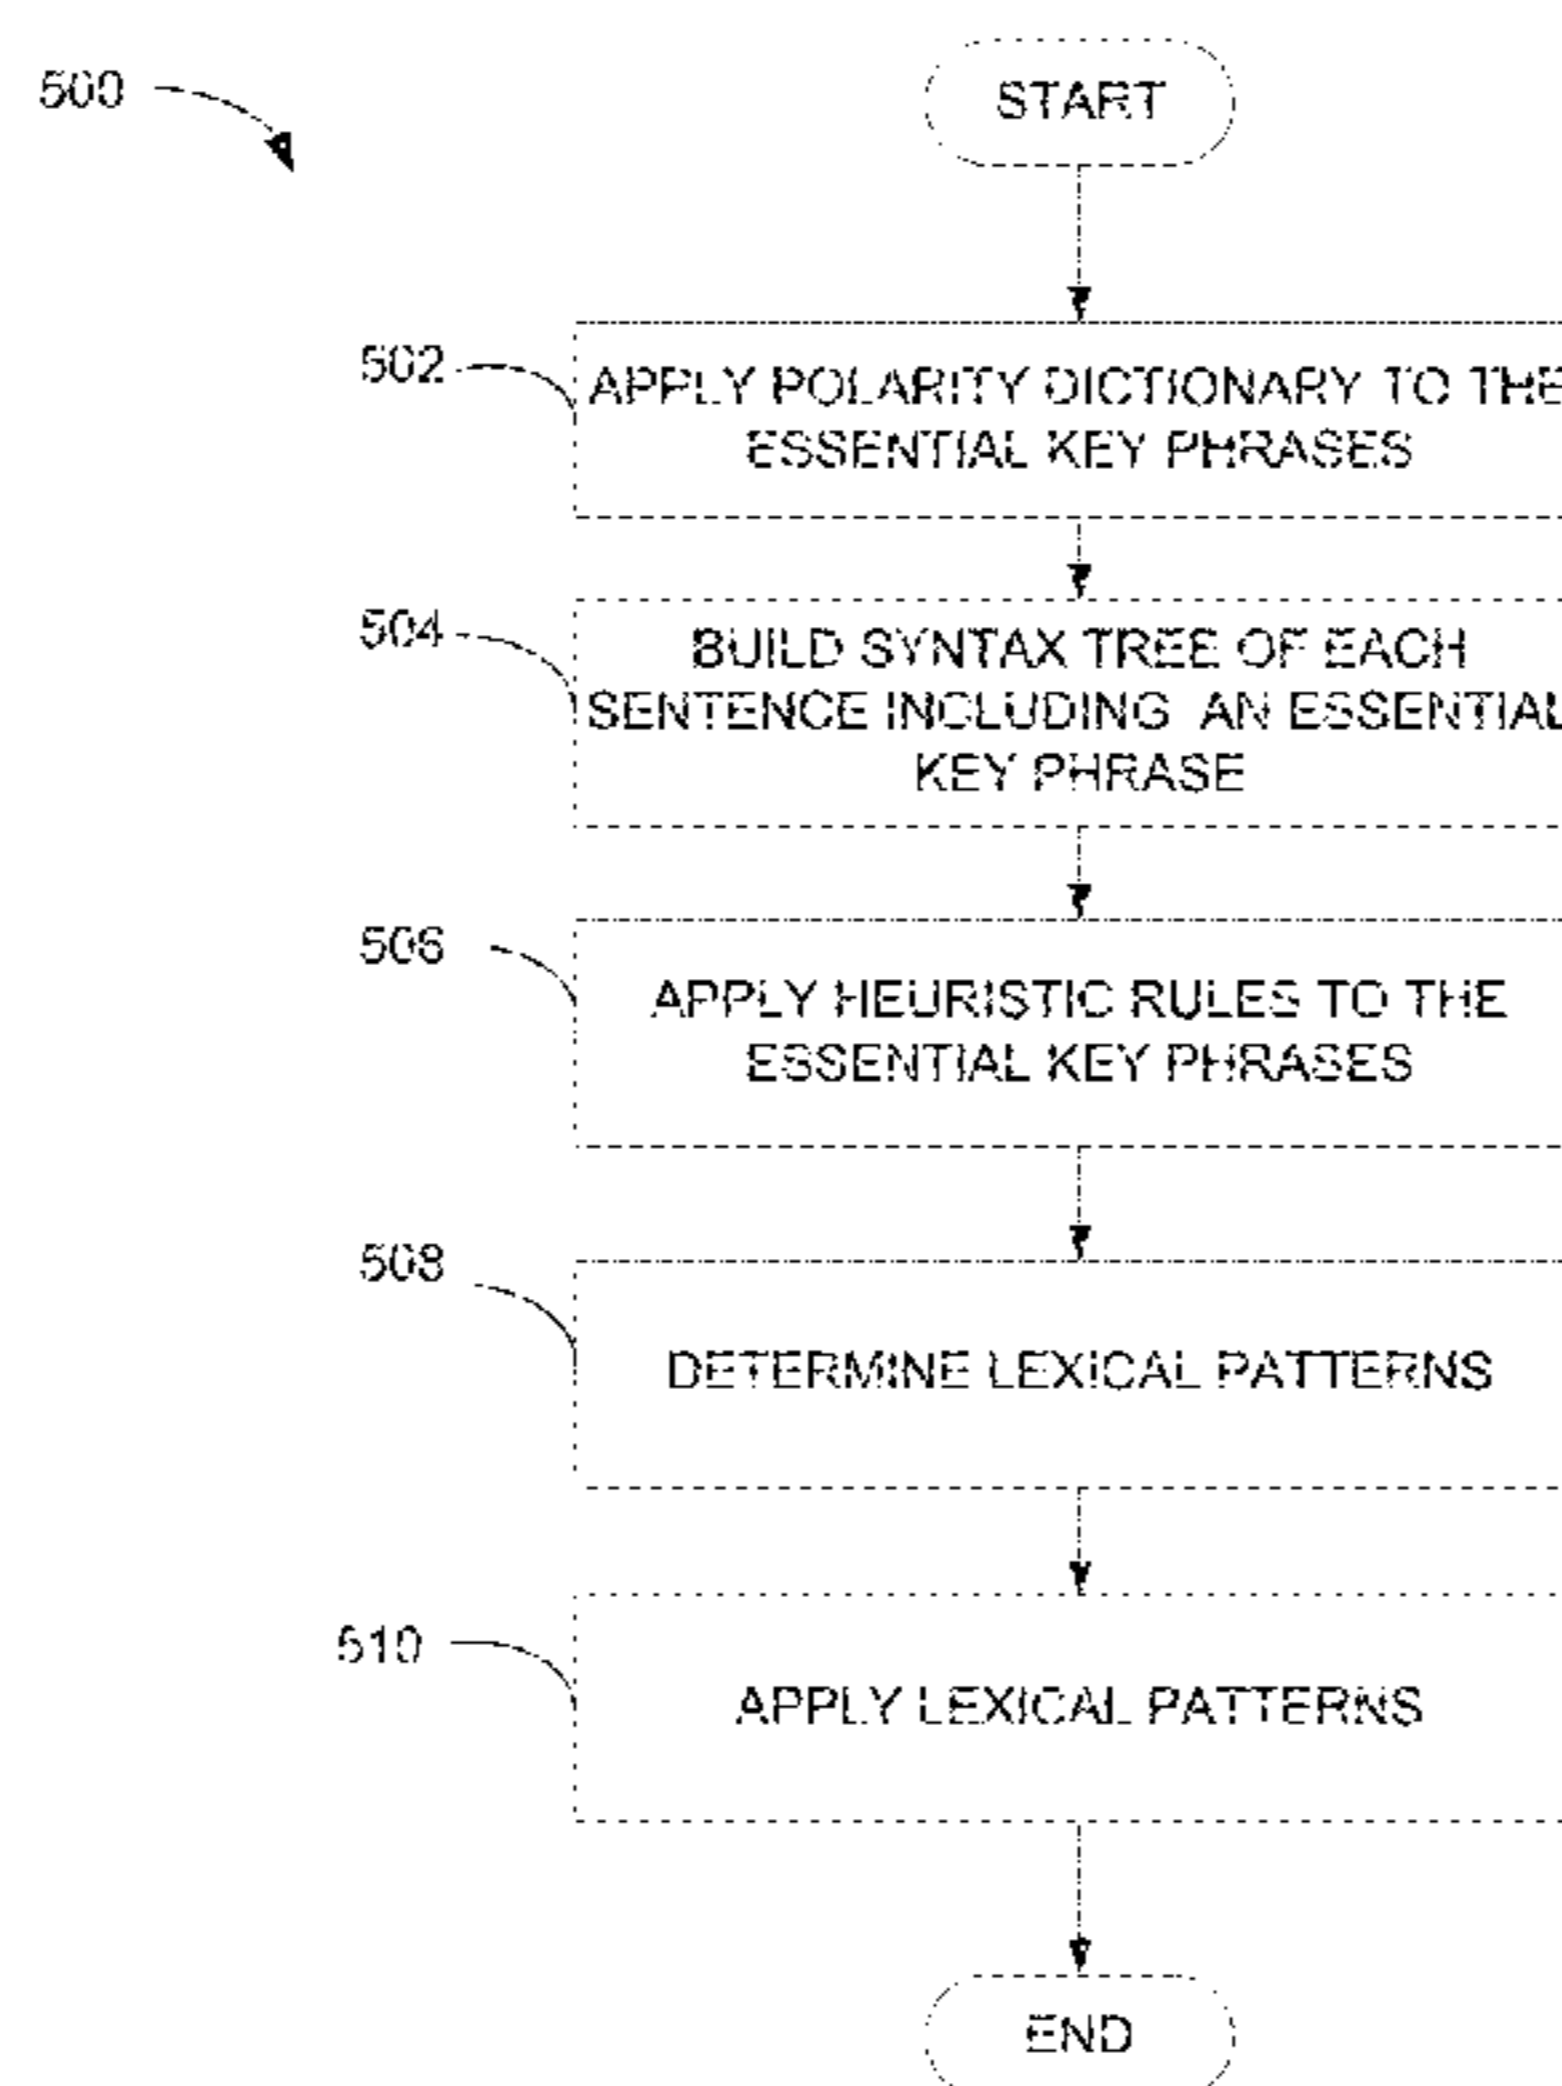 500
START
502
APPLY POLARITY DICTIONARY TO THE
ESSENTIAL KEY PHRASES
504
BUILD SYNTAX TREE OF EACH
SENTENCE INCLUDING AN ESSENTIAL
KEY PHRASE
506
APPLY HEURISTIC RULES TO THE
ESSENTIAL KEY PHRASES
508
DETERMINE LEXICAL PATTERNS
510
APPLY LEXICAL PATTERNS
END